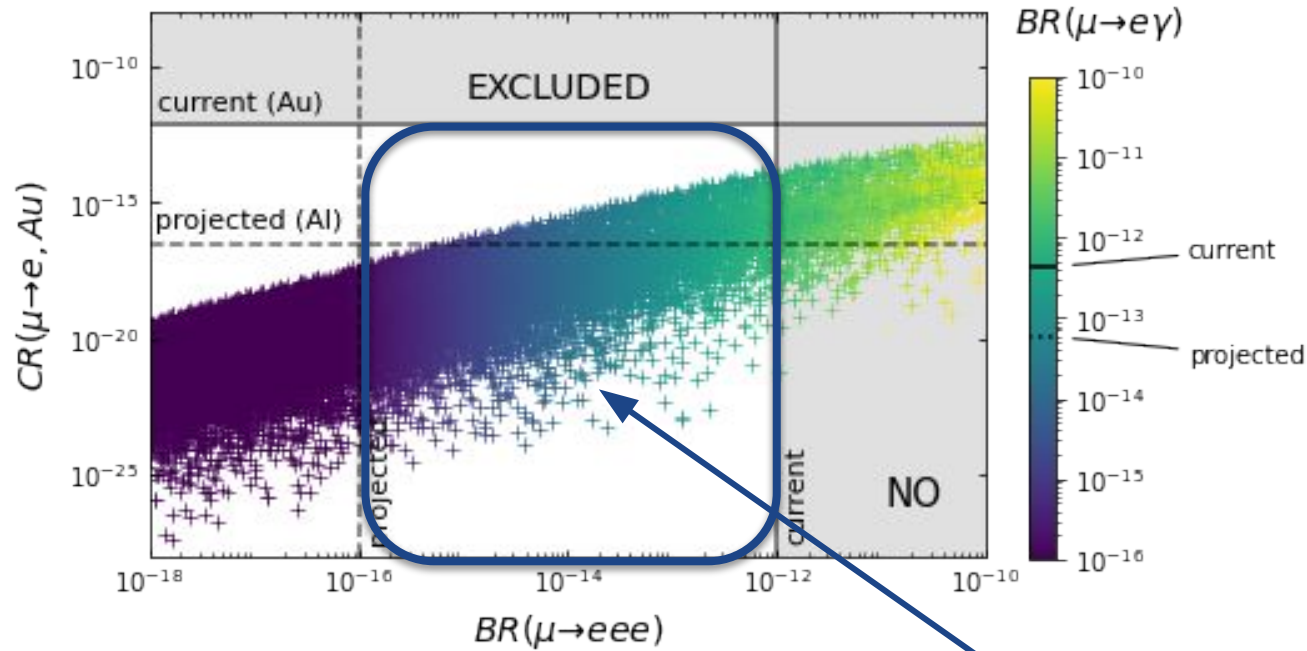 BR(μ→eγ)
EXCLUDED
current (Au)
projected (Al)
projected
current
NO
CR(μ→e, Au)
10⁻¹⁰
10⁻¹⁵
10⁻²⁰
10⁻²⁵
10⁻¹⁸
10⁻¹⁶
10⁻¹⁴
10⁻¹²
10⁻¹⁰
BR(μ→eee)
10⁻¹⁰
10⁻¹¹
10⁻¹²
10⁻¹³
10⁻¹⁴
10⁻¹⁵
10⁻¹⁶
current
projected